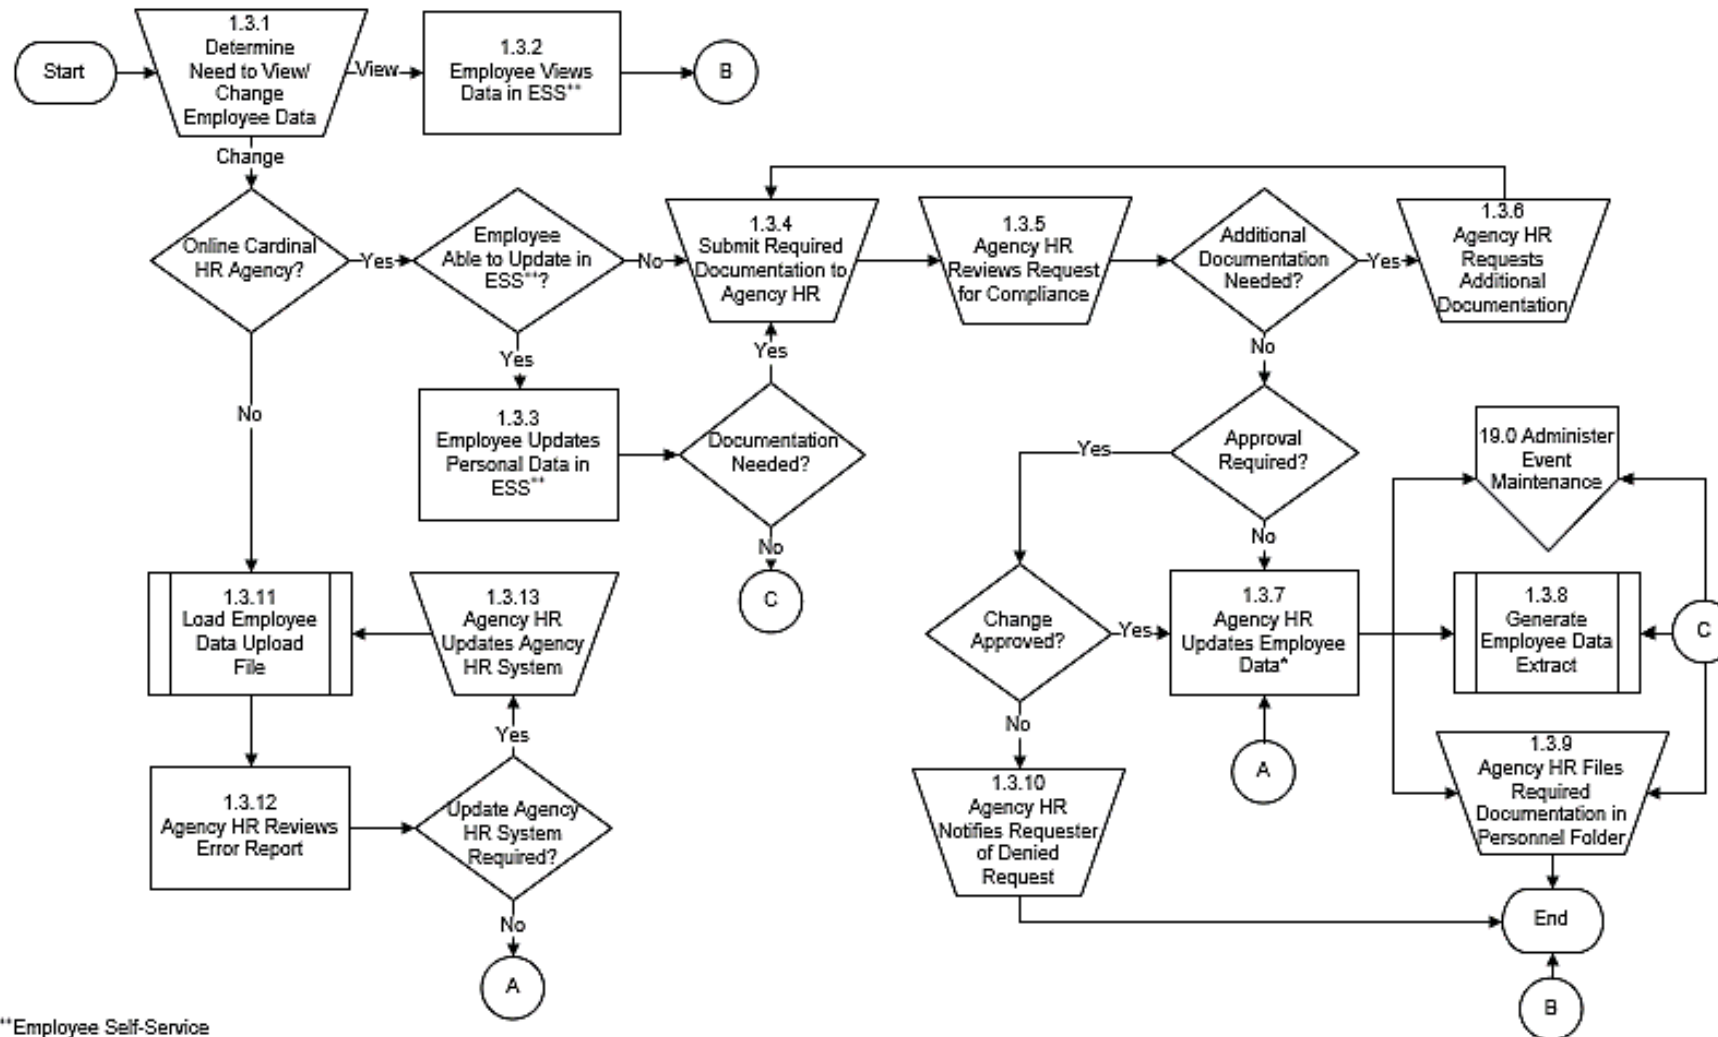 Start
1.3.1
Determine
Need to View/
Change
Employee Data
View
1.3.2
Employee Views
Data in ESS**
B
Change
Online Cardinal
HR Agency?
Yes
Employee
Able to Update in
ESS**?
No
1.3.4
Submit Required
Documentation to
Agency HR
1.3.5
Agency HR
Reviews Request
for Compliance
Additional
Documentation
Needed?
Yes
1.3.6
Agency HR
Requests
Additional
Documentation
No
Yes
Yes
No
1.3.3
Employee Updates
Personal Data in
ESS**
Documentation
Needed?
No
C
Approval
Required?
Yes
No
19.0 Administer
Event
Maintenance
1.3.11
Load Employee
Data Upload
File
1.3.13
Agency HR
Updates Agency
HR System
Change
Approved?
Yes
1.3.7
Agency HR
Updates Employee
Data*
1.3.8
Generate
Employee Data
Extract
C
Yes
No
A
1.3.9
Agency HR Files
Required
Documentation in
Personnel Folder
1.3.12
Agency HR Reviews
Error Report
Update Agency
HR System
Required?
No
A
1.3.10
Agency HR
Notifies Requester
of Denied
Request
End
B
**Employee Self-Service